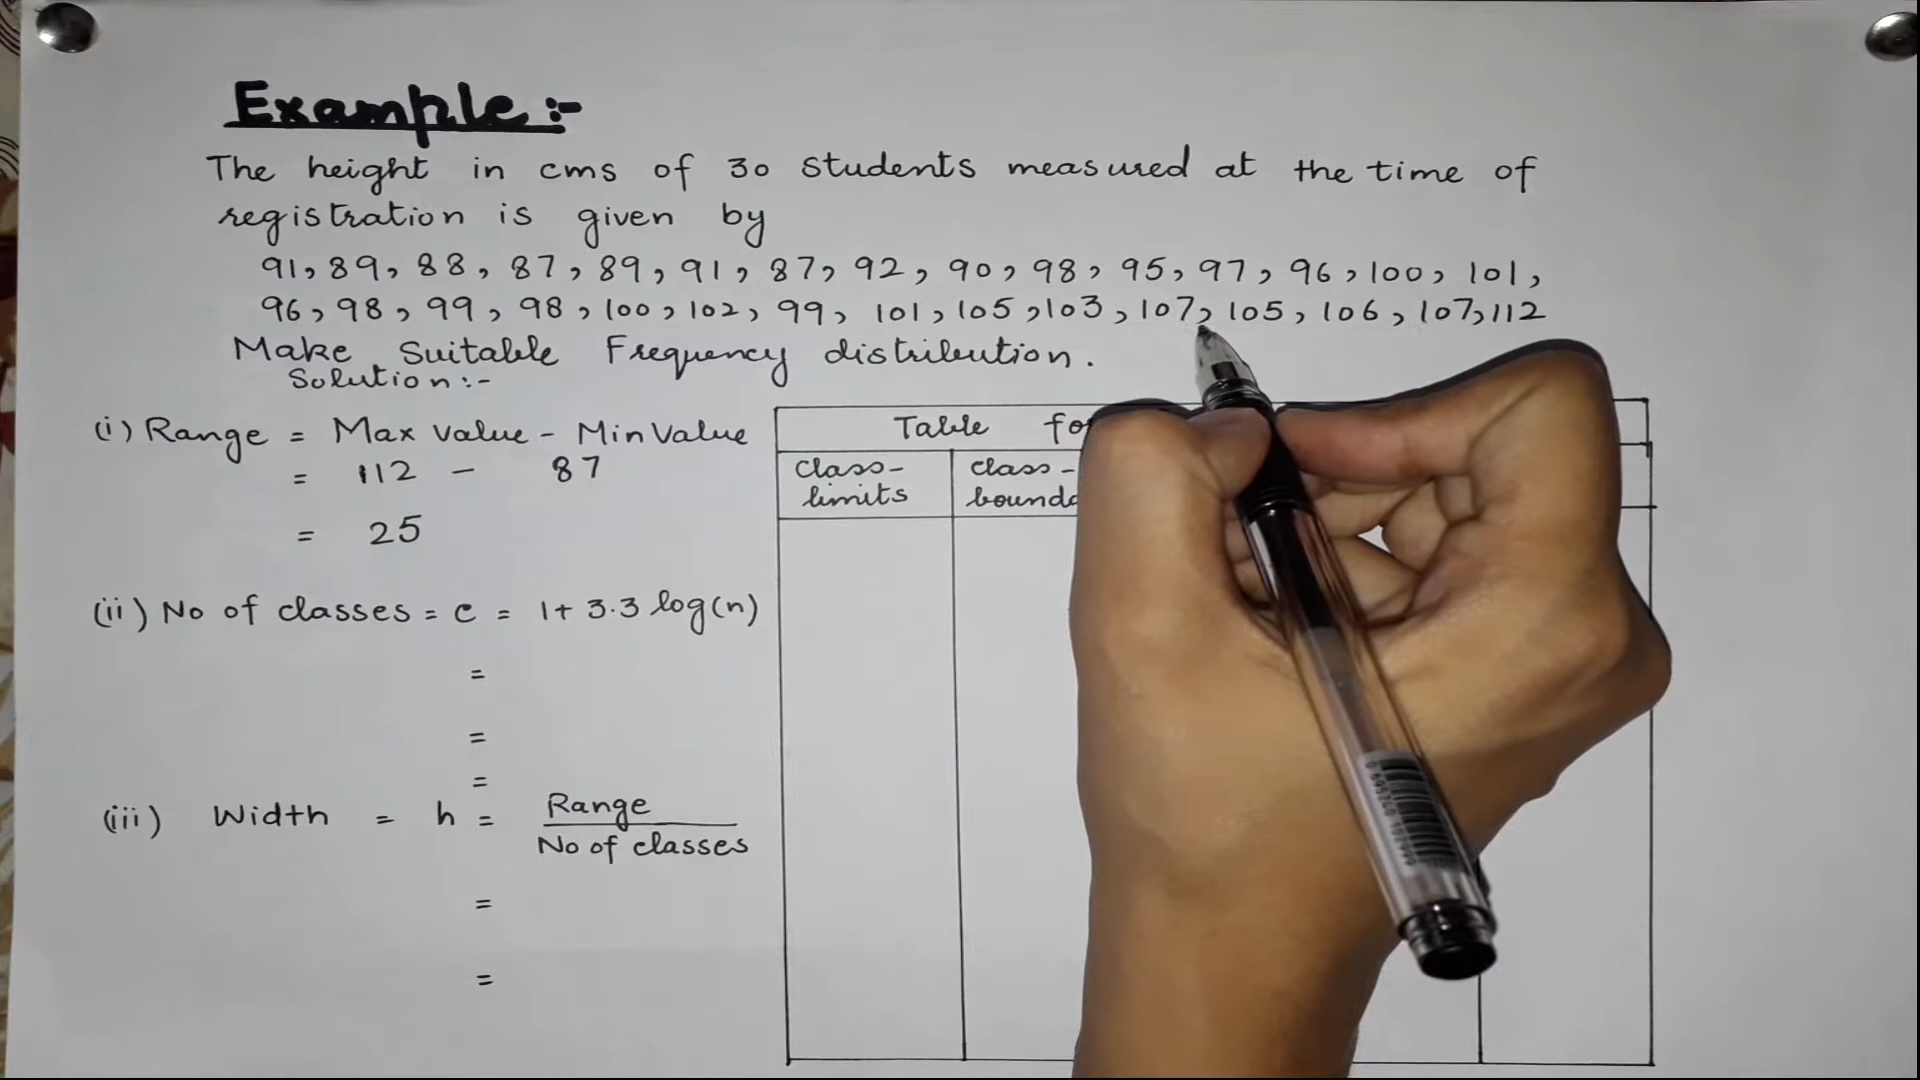 Example :-
The height in cms of 30 students measured at the time of
registration is given by
91, 89, 88, 87, 89, 91, 87, 92, 90, 98, 95, 97, 96, 100, 101,
96, 98, 99, 98, 100, 102, 99, 101, 105, 103, 107, 105, 106, 107, 112
Make Suitable Frequency distribution.
Solution:-
(i) Range = Max Value - Min Value
= 112 - 87
= 25
(ii) No of classes = c = 1 + 3.3 log(n)
=
=
=
(iii) Width = h = Range
No of classes
=
=
Table
class-
limits
class-